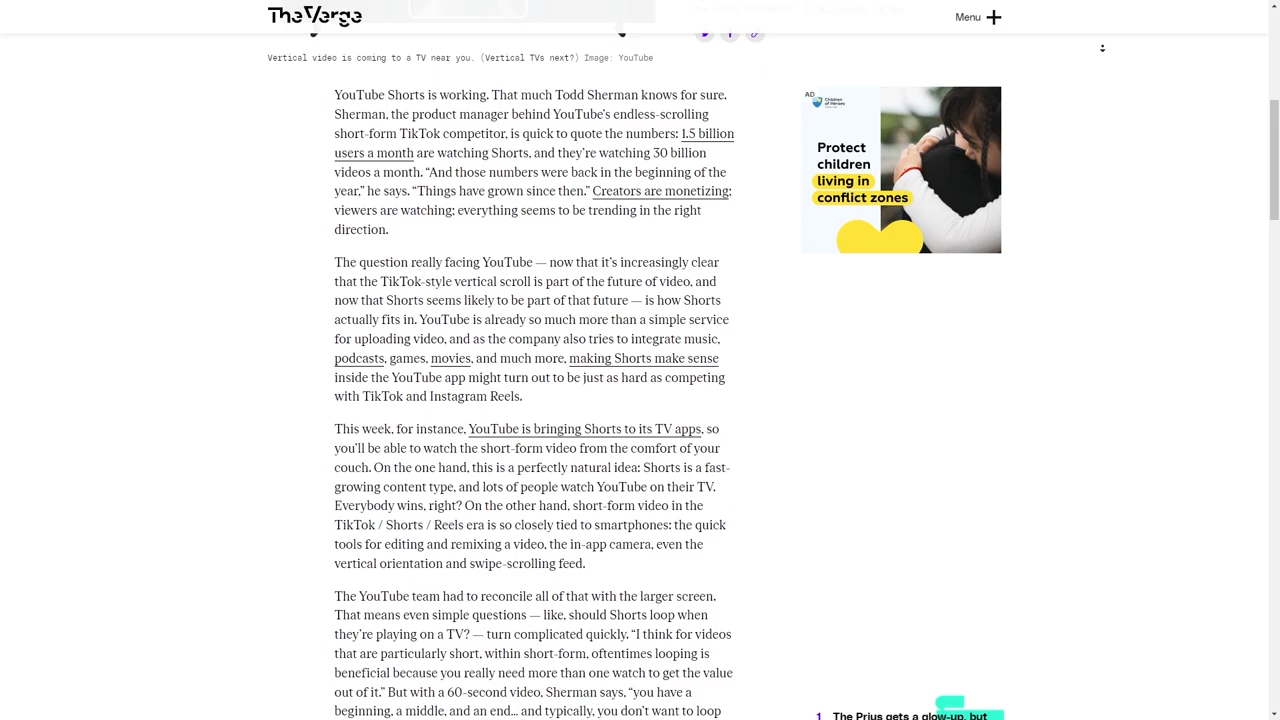 The Verge
Menu
Vertical video is coming to a TV near you. (Vertical TVs next?) Image: YouTube
YouTube Shorts is working. That much Todd Sherman knows for sure.
Sherman, the product manager behind YouTube's endless-scrolling
short-form TikTok competitor, is quick to quote the numbers: 1.5 billion
users a month are watching Shorts, and they're watching 30 billion
videos a month. “And those numbers were back in the beginning of the
year,” he says. “Things have grown since then.” Creators are monetizing;
viewers are watching; everything seems to be trending in the right
direction.
The question really facing YouTube — now that it's increasingly clear
that the TikTok-style vertical scroll is part of the future of video, and
now that Shorts seems likely to be part of that future — is how Shorts
actually fits in. YouTube is already so much more than a simple service
for uploading video, and as the company also tries to integrate music,
podcasts, games, movies, and much more, making Shorts make sense
inside the YouTube app might turn out to be just as hard as competing
with TikTok and Instagram Reels.
This week, for instance, YouTube is bringing Shorts to its TV apps, so
you'll be able to watch the short-form video from the comfort of your
couch. On the one hand, this is a perfectly natural idea: Shorts is a fast-
growing content type, and lots of people watch YouTube on their TV.
Everybody wins, right? On the other hand, short-form video in the
TikTok / Shorts / Reels era is so closely tied to smartphones: the quick
tools for editing and remixing a video, the in-app camera, even the
vertical orientation and swipe-scrolling feed.
The YouTube team had to reconcile all of that with the larger screen.
That means even simple questions — like, should Shorts loop when
they're playing on a TV? — turn complicated quickly. “I think for videos
that are particularly short, within short-form, oftentimes looping is
beneficial because you really need more than one watch to get the value
out of it.” But with a 60-second video, Sherman says, “you have a
beginning, a middle, and an end... and typically, you don't want to loop
AD
Children
of Heroes
Protect
children
living in
conflict zones
1 The Prius gets a glow-up, but